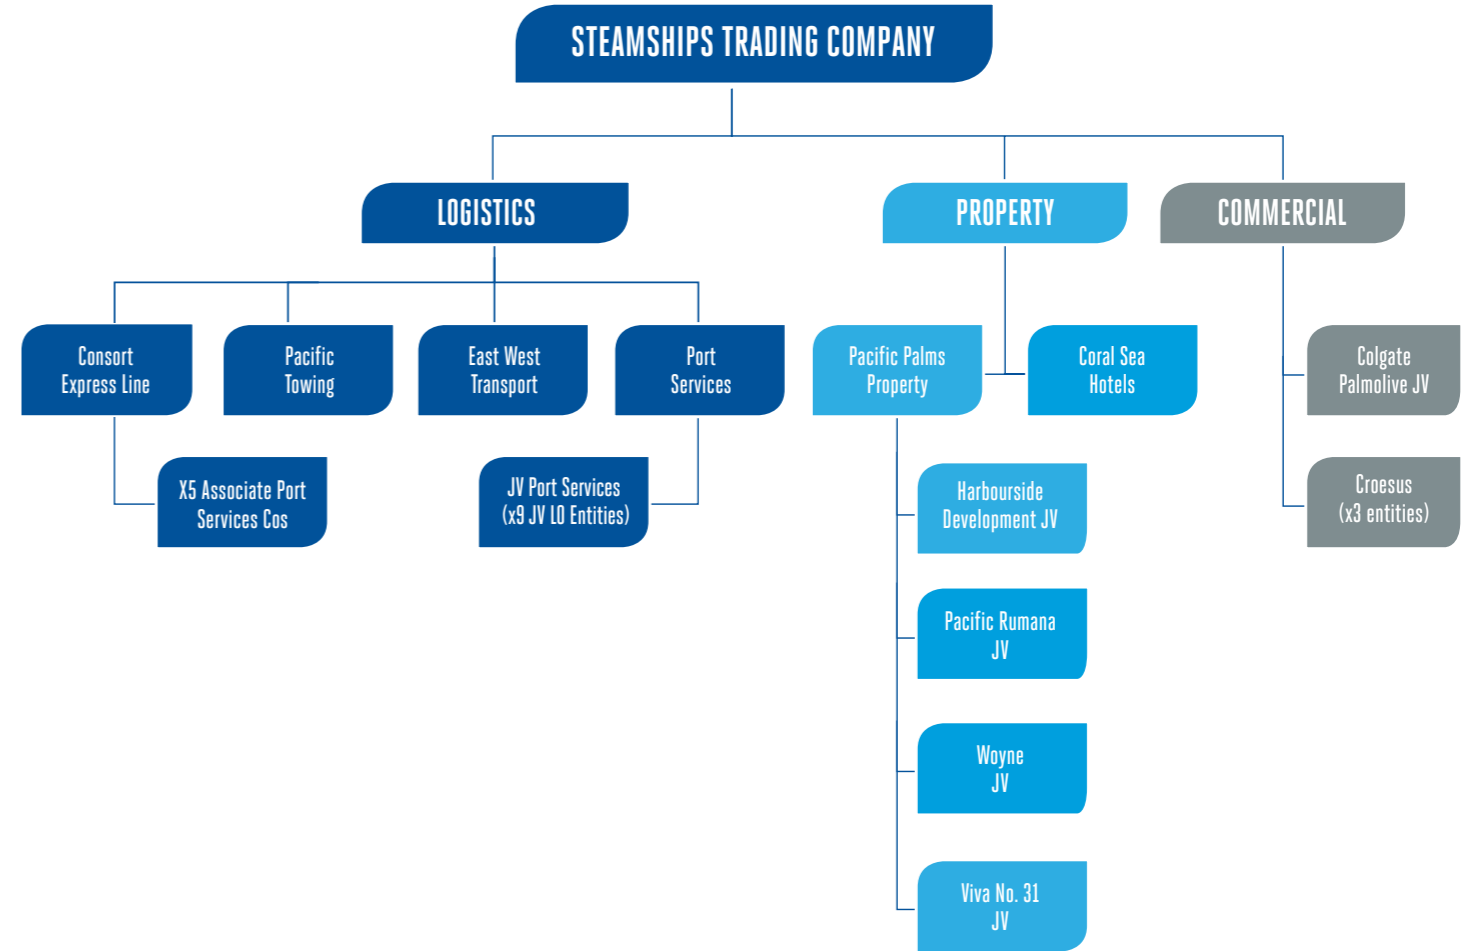 STEAMSHIPS TRADING COMPANY
LOGISTICS
PROPERTY
COMMERCIAL
Consort
Express Line
Pacific
Towing
East West
Transport
Port
Services
Pacific Palms
Property
Coral Sea
Hotels
Colgate
Palmolive JV
X5 Associate Port
Services Cos
JV Port Services
(x9 JV LO Entities)
Harbourside
Development JV
Croesus
(x3 entities)
Pacific Rumana
JV
Woyne
JV
Viva No. 31
JV